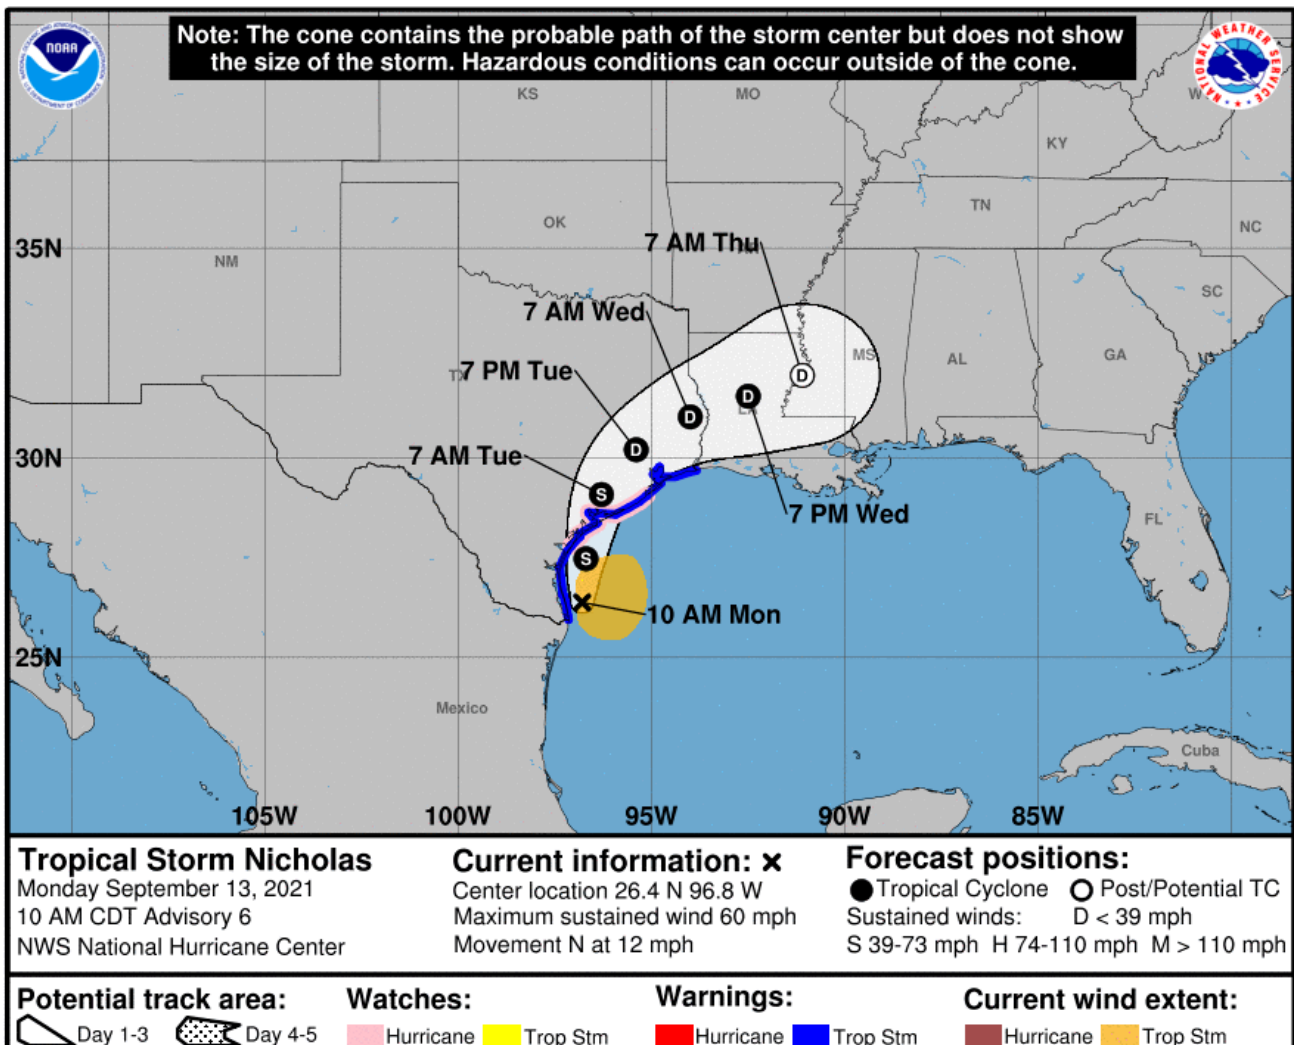 Note: The cone contains the probable path of the storm center but does not show
the size of the storm. Hazardous conditions can occur outside of the cone.
NOAA
NATIONAL WEATHER SERVICE
KS
MO
W
KY
TN
NC
OK
7 AM Thu
35N
NM
SC
7 AM Wed
MS
AL
GA
7 PM Tue
TX
D
D
LA
D
7 AM Tue
D
30N
S
7 PM Wed
FL
S
10 AM Mon
25N
Mexico
Cuba
105W
100W
95W
90W
85W
Tropical Storm Nicholas
Monday September 13, 2021
10 AM CDT Advisory 6
NWS National Hurricane Center
Current information: ×
Center location 26.4 N 96.8 W
Maximum sustained wind 60 mph
Movement N at 12 mph
Forecast positions:
Tropical Cyclone Post/Potential TC
Sustained winds: D < 39 mph
S 39-73 mph H 74-110 mph M > 110 mph
Potential track area:
Day 1-3 Day 4-5
Watches:
Hurricane Trop Stm
Warnings:
Hurricane Trop Stm
Current wind extent:
Hurricane Trop Stm